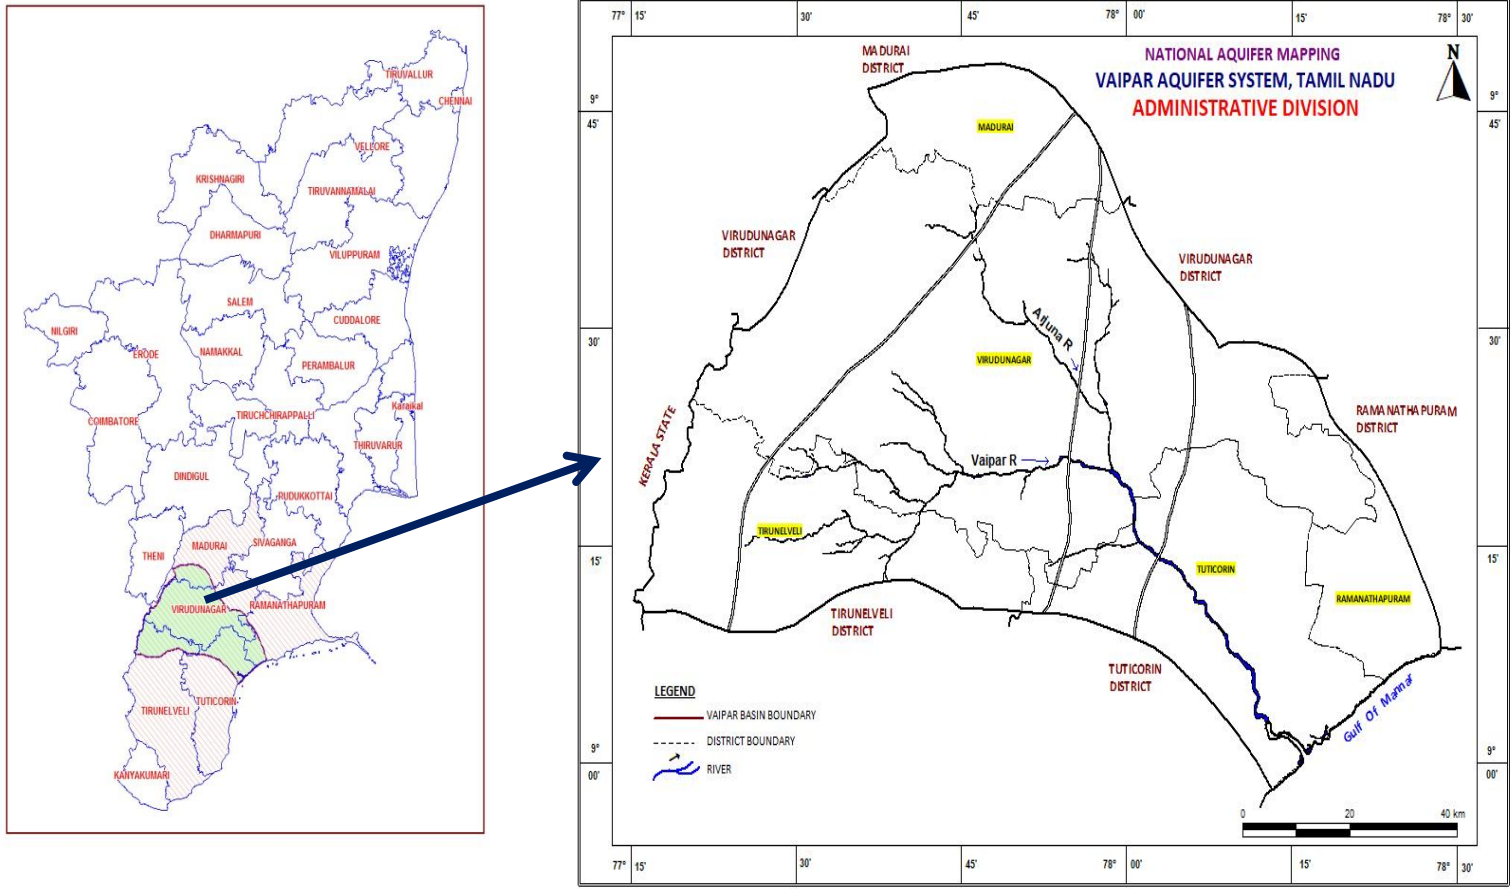 TIRUVALLUR
CHENNAI
VELLORE
KRISHNAGIRI
TIRUVANNAMALAI
DHARMAPURI
VILUPPURAM
SALEM
CUDDALORE
NILGIRI
NAMAKKAL
ERODE
PERAMBALUR
Karaikal
TIRUCHCHIRAPPALLI
COIMBATORE
THIRUVARUR
DINDIGUL
RUDUKKOTTAI
SIVAGANGA
MADURAI
THENI
VIRUDUNAGAR
RAMANATHAPURAM
TUTICORIN
TIRUNELVELI
KANYAKUMARI
77° 15' 30' 45' 78° 00' 15' 78° 30'
NATIONAL AQUIFER MAPPING
VAIPAR AQUIFER SYSTEM, TAMIL NADU
ADMINISTRATIVE DIVISION
N
MADURAI
DISTRICT
9°
45'
9°
45'
MADURAI
VIRUDUNAGAR
DISTRICT
VIRUDUNAGAR
DISTRICT
Arjuna R
30'
30'
VIRUDUNAGAR
KERALA STATE
RAMANATHAPURAM
DISTRICT
Vaipar R
TIRUNELVELI
15'
15'
TUTICORIN
RAMANATHAPURAM
TIRUNELVELI
DISTRICT
TUTICORIN
DISTRICT
Gulf Of Mannar
LEGEND
VAIPAR BASIN BOUNDARY
DISTRICT BOUNDARY
RIVER
9°
00'
9°
00'
0 20 40 km
77° 15' 30' 45' 78° 00' 15' 78° 30'